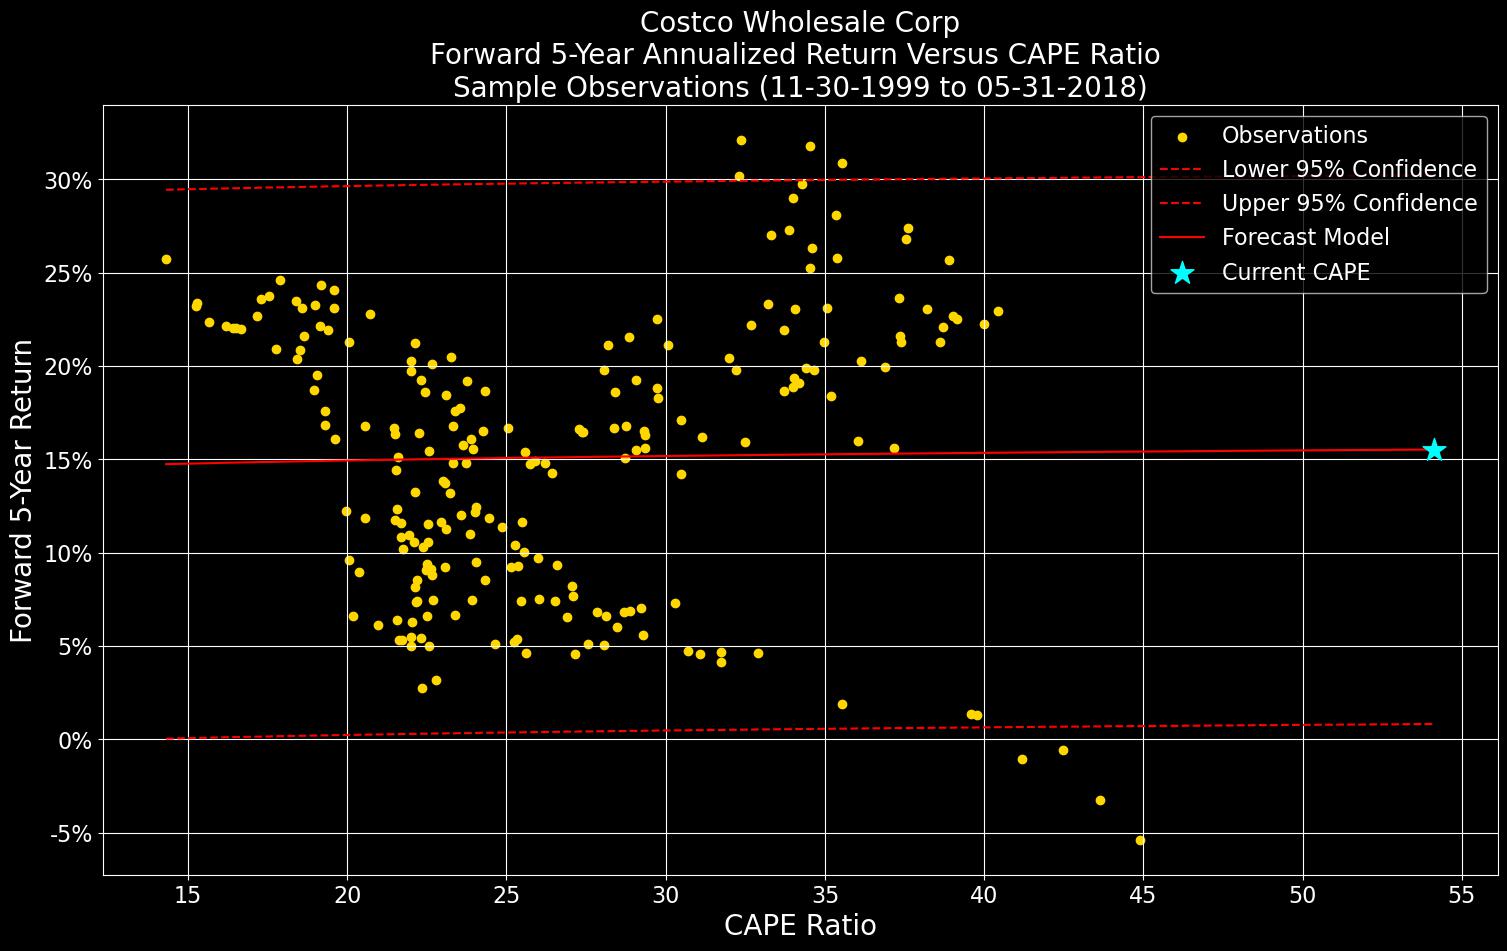 Costco Wholesale Corp
Forward 5-Year Annualized Return Versus CAPE Ratio
Sample Observations (11-30-1999 to 05-31-2018)
Observations
Lower 95% Confidence
Upper 95% Confidence
Forecast Model
Current CAPE
Forward 5-Year Return
30%
25%
20%
15%
10%
5%
0%
-5%
15 20 25 30 35 40 45 50 55
CAPE Ratio